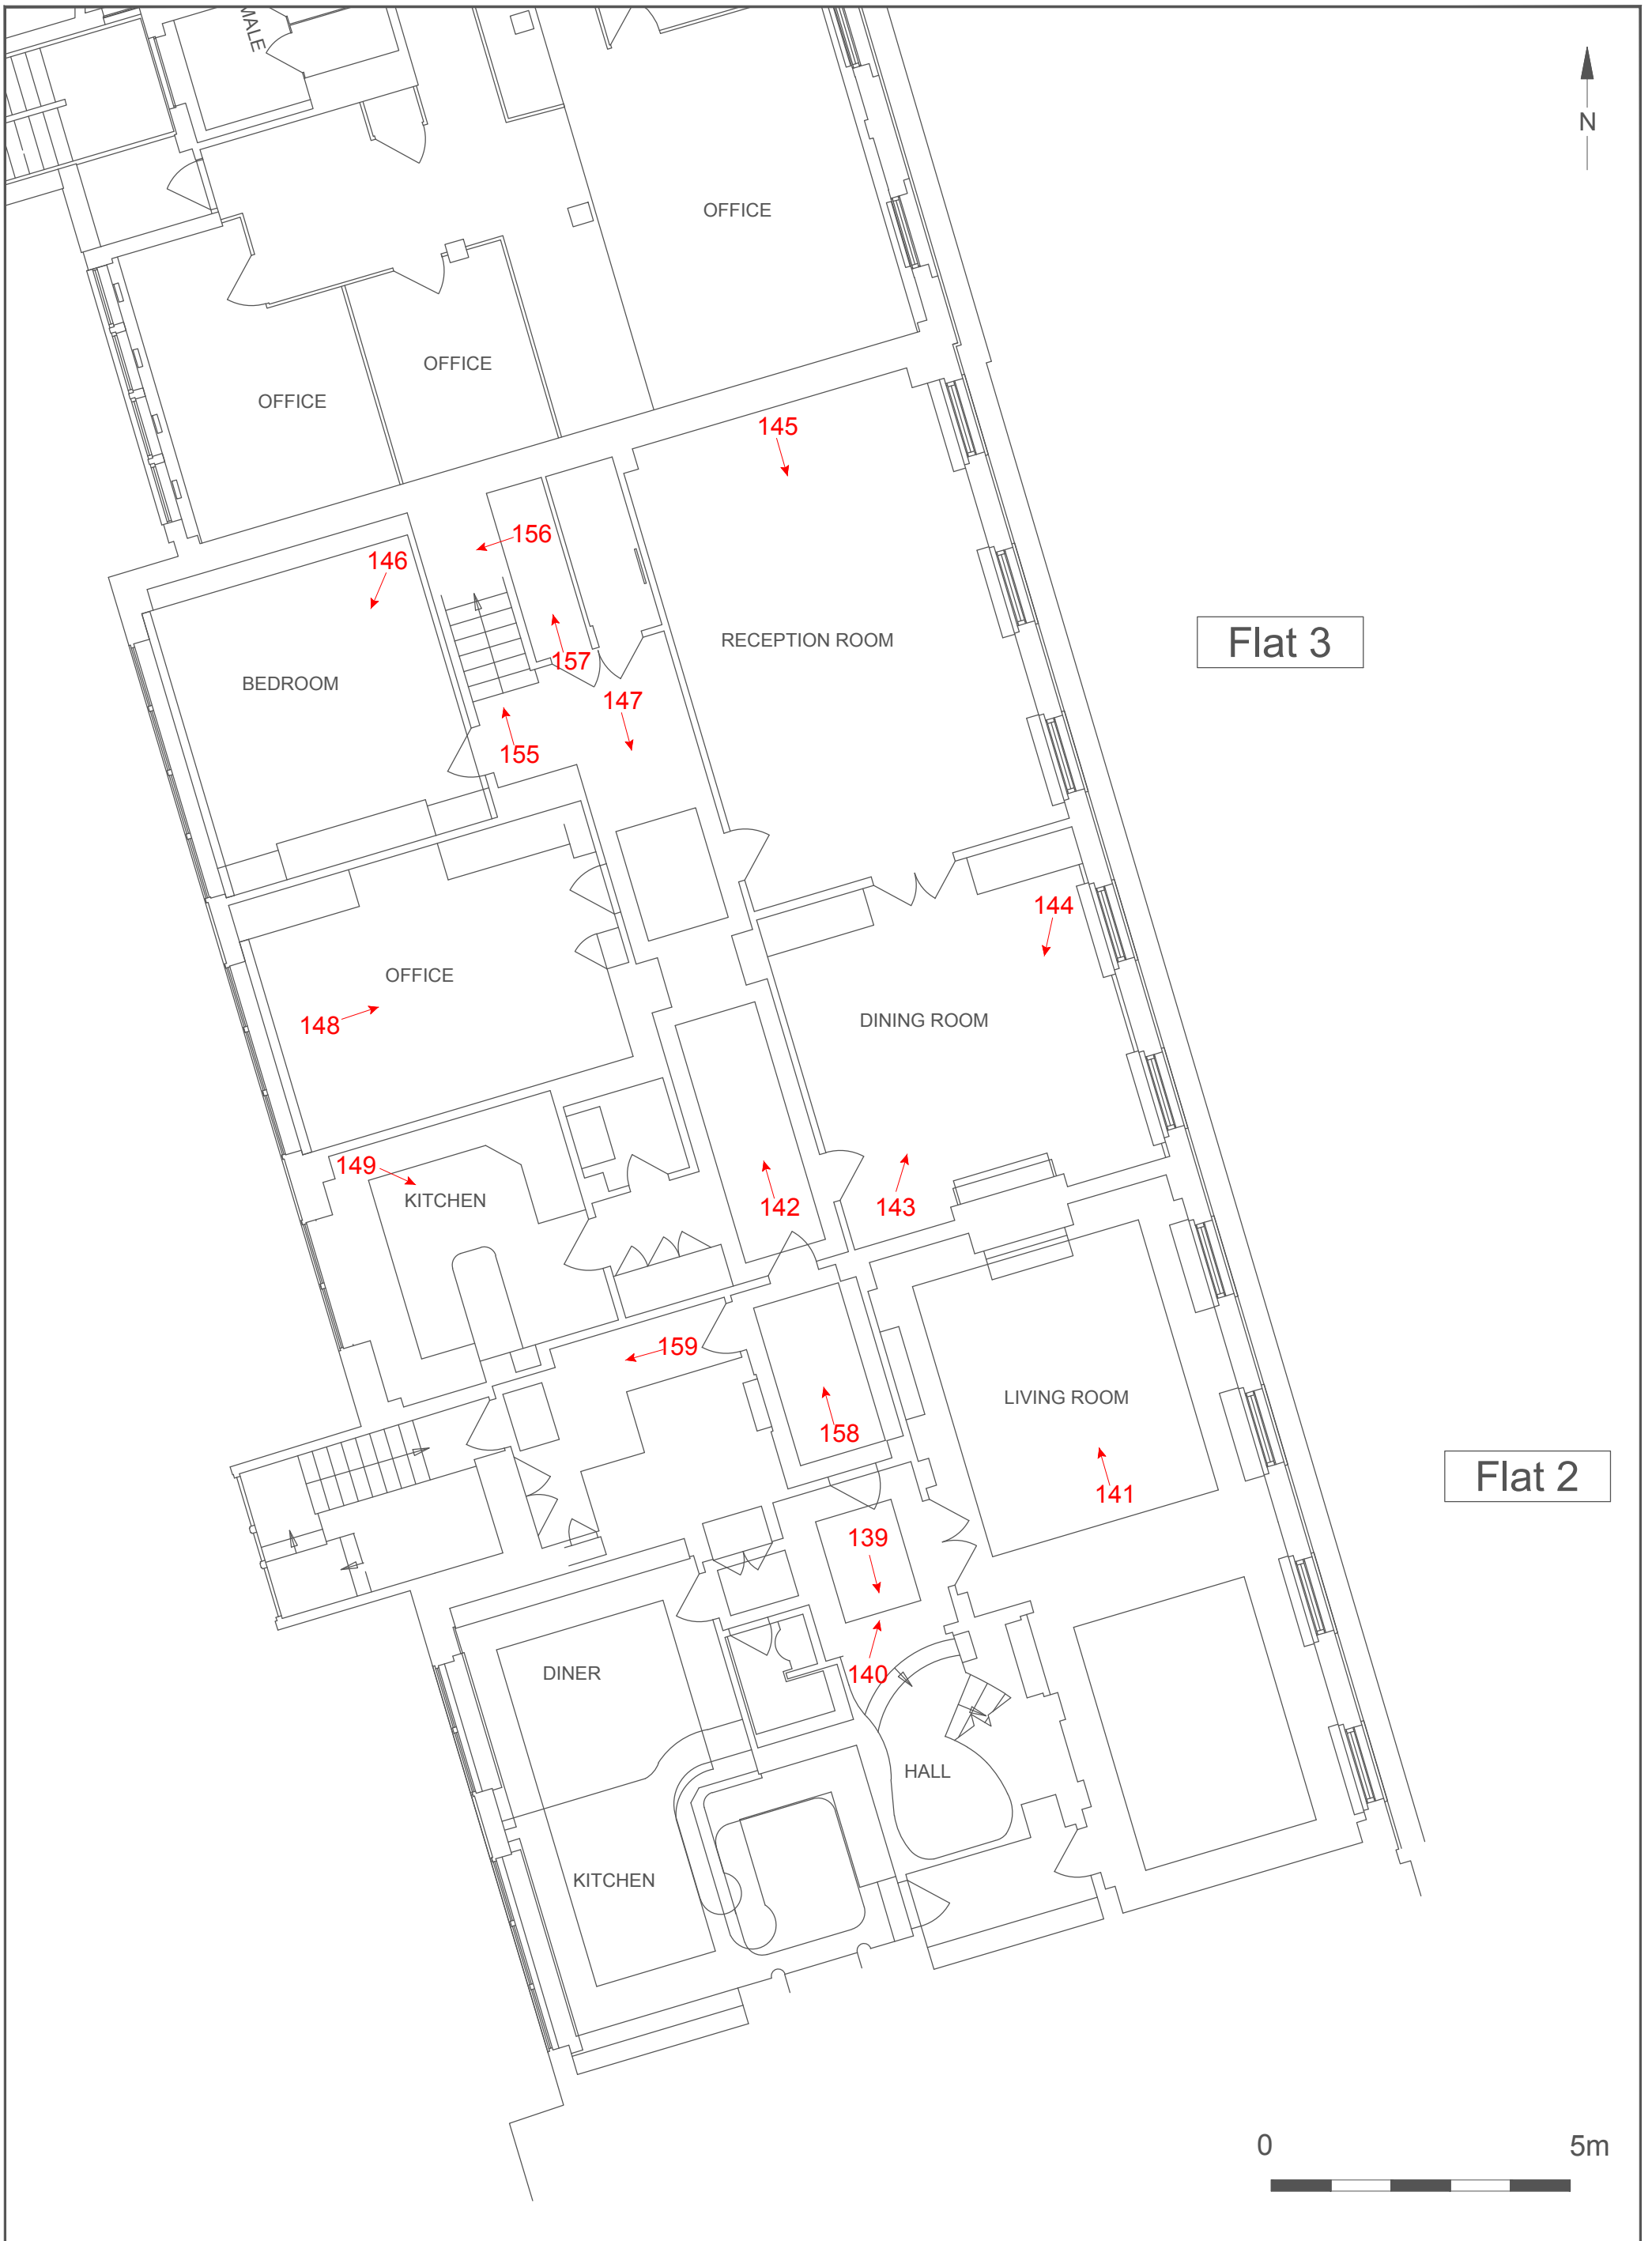 MALE
N
OFFICE
OFFICE
OFFICE
145
156
146
Flat 3
RECEPTION ROOM
157
BEDROOM
147
155
144
OFFICE
148
DINING ROOM
149
KITCHEN
142
143
159
LIVING ROOM
158
Flat 2
141
139
DINER
140
HALL
KITCHEN
0
5m